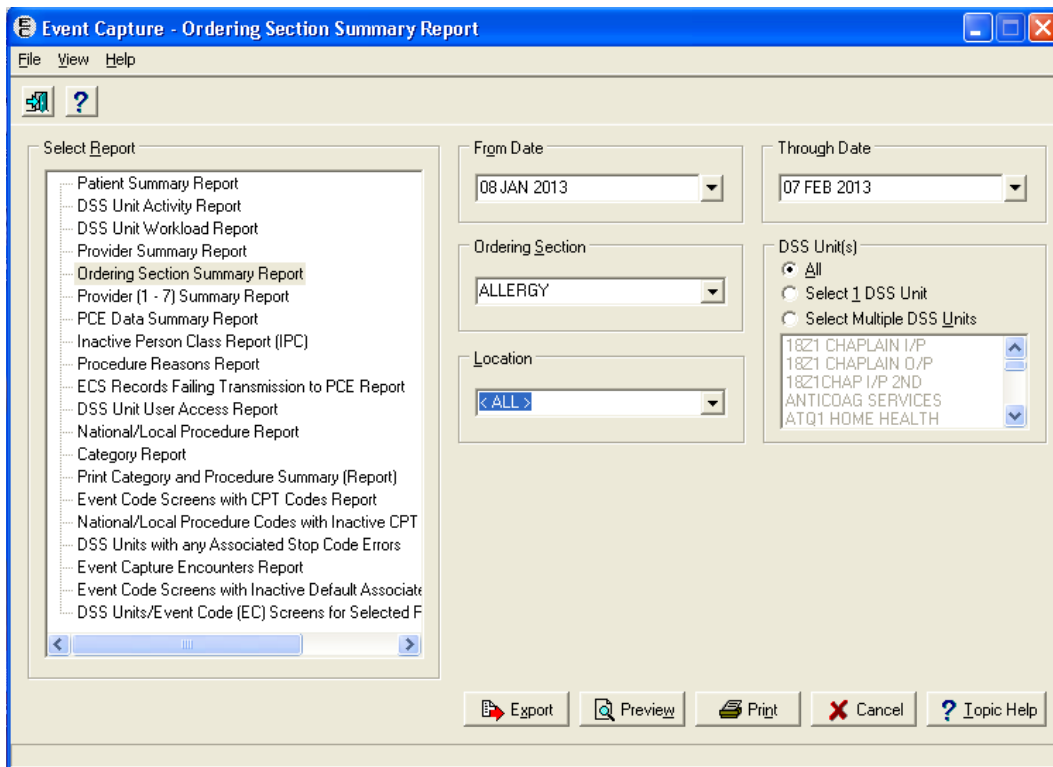 Event Capture - Ordering Section Summary Report
File View Help
Select Report
Patient Summary Report
DSS Unit Activity Report
DSS Unit Workload Report
Provider Summary Report
Ordering Section Summary Report
Provider (1 - 7) Summary Report
PCE Data Summary Report
Inactive Person Class Report (IPC)
Procedure Reasons Report
ECS Records Failing Transmission to PCE Report
DSS Unit User Access Report
National/Local Procedure Report
Category Report
Print Category and Procedure Summary (Report)
Event Code Screens with CPT Codes Report
National/Local Procedure Codes with Inactive CPT
DSS Units with any Associated Stop Code Errors
Event Capture Encounters Report
Event Code Screens with Inactive Default Associate
DSS Units/Event Code (EC) Screens for Selected F
From Date
08 JAN 2013
Through Date
07 FEB 2013
Ordering Section
ALLERGY
Location
< ALL >
DSS Unit(s)
All
Select 1 DSS Unit
Select Multiple DSS Units
18Z1 CHAPLAIN I/P
18Z1 CHAPLAIN O/P
18Z1CHAP I/P 2ND
ANTICOAG SERVICES
ATQ1 HOME HEALTH
Export Preview Print Cancel ? Topic Help